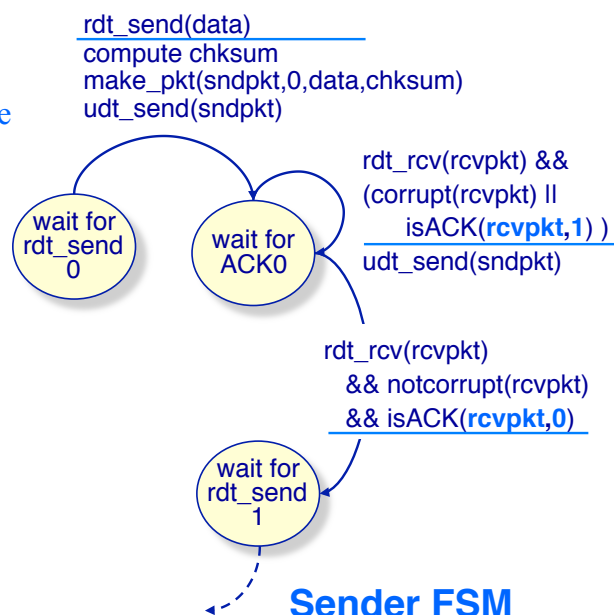 rdt_send(data)
compute chksum
make_pkt(sndpkt,0,data,chksum)
udt_send(sndpkt)
e
rdt_rcv(rcvpkt) &&
(corrupt(rcvpkt) ||
isACK(rcvpkt,1) )
udt_send(sndpkt)
wait for
rdt_send
0
wait for
ACK0
rdt_rcv(rcvpkt)
&& notcorrupt(rcvpkt)
&& isACK(rcvpkt,0)
wait for
rdt_send
1
Sender FSM